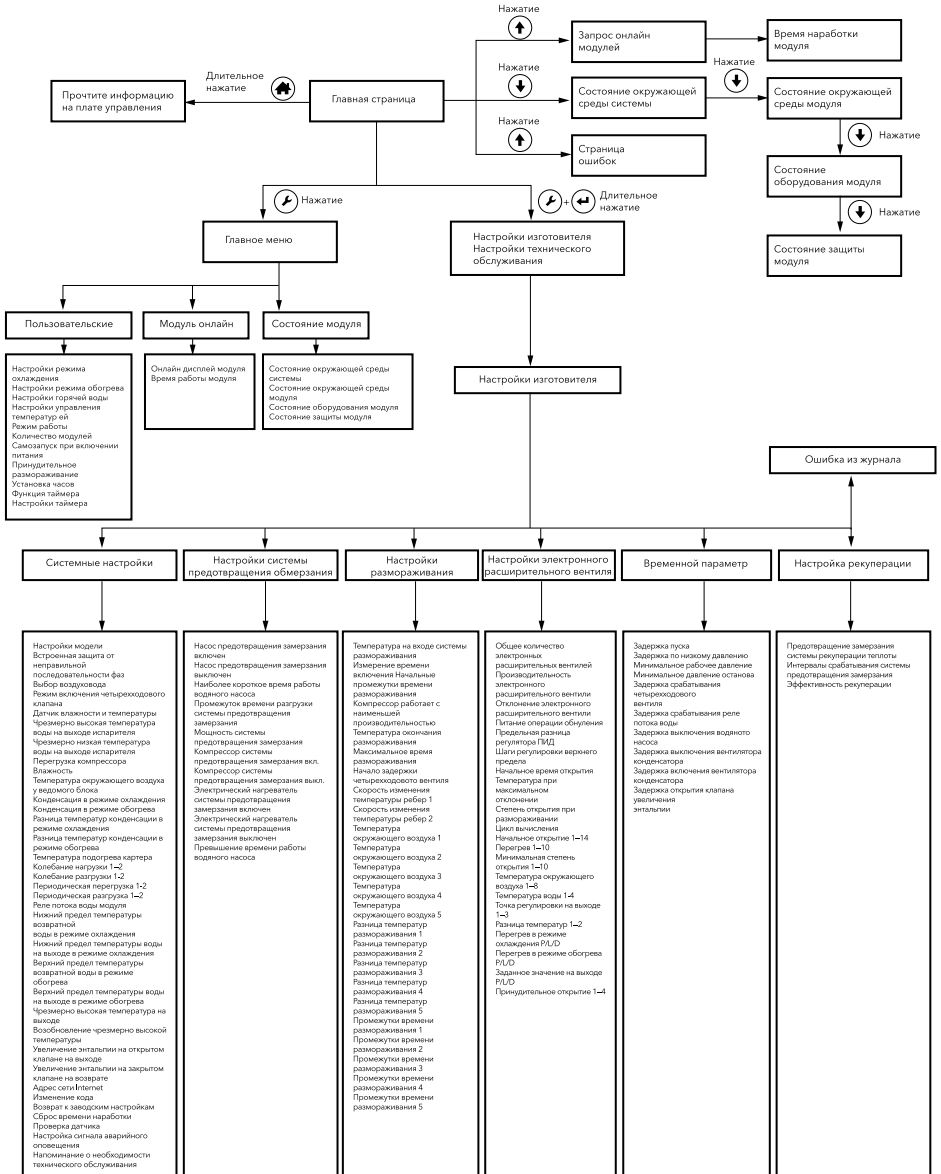 Нажатие
Запрос онлайн
модулей
Время наработки
модуля
Нажатие
Нажатие
Длительное
нажатие
Прочтите информацию
на плате управления
Главная страница
Состояние окружающей
среды системы
Состояние окружающей
среды модуля
Нажатие
Нажатие
Страница
ошибок
Состояние
оборудования модуля
Нажатие
Состояние защиты
модуля
Нажатие
+
Длительное
нажатие
Главное меню
Настройки изготовителя
Настройки технического
обслуживания
Пользовательские
Модуль онлайн
Состояние модуля
Настройки режима
охлаждения
Настройки режима обогрева
Настройки горячей воды
Настройки управления
температур ей
Режим работы
Количество модулей
Самозапуск при включении
питания
Принудительное
размораживание
Установка часов
Функция таймера
Настройки таймера
Онлайн дисплей модуля
Время работы модуля
Состояние окружающей среды
системы
Состояние окружающей среды
модуля
Состояние оборудования модуля
Состояние защиты модуля
Настройки изготовителя
Ошибка из журнала
Системные настройки
Настройки системы
предотвращения обмерзания
Настройки
размораживания
Настройки электронного
расширительного вентиля
Временной параметр
Настройка рекуперации
Настройки модели
Встроенная защита от
неправильной
последовательности фаз
Выбор воздуховода
Режим включения четырехходового
клапана
Датчик влажности и температуры
Чрезмерно высокая температура
воды на выходе испарителя
Чрезмерно низкая температура
воды на выходе испарителя
Перегрузка компрессора
Влажность
Температура окружающего воздуха
у ведомого блока
Конденсация в режиме охлаждения
Конденсация в режиме обогрева
Разница температур конденсации в
режиме охлаждения
Разница температур конденсации в
режиме обогрева
Температура подогрева картера
Колебание нагрузки 1–2
Колебание разгрузки 1-2
Периодическая перегрузка 1-2
Периодическая разгрузка 1–2
Реле потока воды модуля
Нижний предел температуры
возвратной
воды в режиме охлаждения
Нижний предел температуры воды
на выходе в режиме охлаждения
Верхний предел температуры
возвратной воды в режиме
обогрева
Верхний предел температуры воды
на выходе в режиме обогрева
Чрезмерно высокая температура на
выходе
Возобновление чрезмерно высокой
температуры
Увеличение энтальпии на открытом
клапане на выходе
Увеличение энтальпии на закрытом
клапане на возврате
Адрес сети Internet
Изменение кода
Возврат к заводским настройкам
Сброс времени наработки
Проверка датчика
Настройка сигнала аварийного
оповещения
Напоминание о необходимости
технического обслуживания
Насос предотвращения замерзания
включен
Насос предотвращения замерзания
выключен
Наиболее короткое время работы
водяного насоса
Промежуток времени разгрузки
системы предотвращения
замерзания
Мощность системы
предотвращения замерзания
Компрессор системы
предотвращения замерзания вкл.
Компрессор системы
предотвращения замерзания выкл.
Электрический нагреватель
системы предотвращения
замерзания включен
Электрический нагреватель
системы предотвращения
замерзания выключен
Превышение времени работы
водяного насоса
Температура на входе системы
размораживания
Измерение времени
включения Начальные
промежутки времени
размораживания
Компрессор работает с
наименьшей
производительностью
Температура окончания
размораживания
Максимальное время
размораживания
Начало задержки
четырехходовото вентиля
Скорость изменения
температуры ребер 1
Скорость изменения
температуры ребер 2
Температура
окружающего воздуха 1
Температура
окружающего воздуха 2
Температура
окружающего воздуха 3
Температура
окружающего воздуха 4
Температура
окружающего воздуха 5
Разница температур
размораживания 1
Разница температур
размораживания 2
Разница температур
размораживания 3
Разница температур
размораживания 4
Разница температур
размораживания 5
Промежутки времени
размораживания 1
Промежутки времени
размораживания 2
Промежутки времени
размораживания 3
Промежутки времени
размораживания 4
Промежутки времени
размораживания 5
Общее количество
электронных
расширительных вентилей
Производительность
электронного
расширительного вентили
Отклонение электронного
расширительного вентили
Питание операции обнуления
Предельная разница
регулятора ПИД
Шаги регулировки верхнего
предела
Начальное время открытия
Температура при
максимальном
отклонении
Степень открытия при
размораживании
Цикл вычисления
Начальное открытие 1–14
Перегрев 1–10
Минимальная степень
открытия 1–10
Температура окружающего
воздуха 1–8
Температура воды 1-4
Точка регулировки на выходе
1–3
Разница температур 1–2
Перегрев в режиме
охлаждения P/L/D
Перегрев в режиме обогрева
P/L/D
Заданное значение на выходе
P/L/D
Принудительное открытие 1–4
Задержка пуска
Задержка по низкому давлению
Минимальное рабочее давление
Минимальное давление останова
Задержка срабатывания
четырехходового
вентиля
Задержка срабатывания реле
потока воды
Задержка выключения водяного
насоса
Задержка выключения вентилятора
конденсатора
Задержка включения вентилятора
конденсатора
Задержка открытия клапана
увеличения
энтальпии
Предотвращение замерзания
системы рекуперации теплоты
Интервалы срабатывания системы
предотвращения замерзания
Эффективность рекуперации